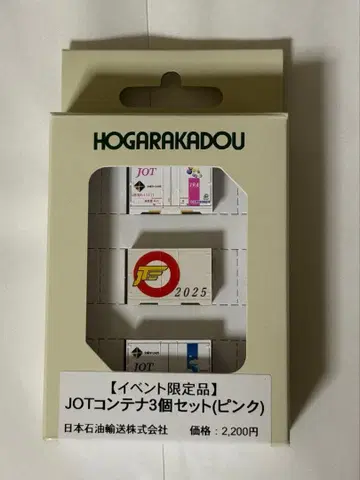 HOGARAKADOU
JOT
JOT
2025
JOT
【イベント限定品】
JOTコンテナ3個セット(ピンク)
日本石油輸送株式会社 価格：2,200円